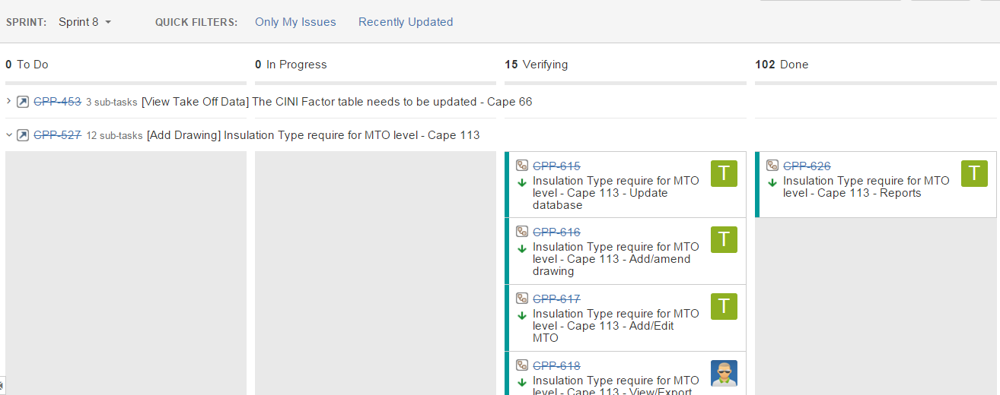 SPRINT: Sprint 8 QUICK FILTERS: Only My Issues Recently Updated
0 To Do 0 In Progress 15 Verifying 102 Done
CPP-453 3 sub-tasks [View Take Off Data] The CINI Factor table needs to be updated - Cape 66
CPP-527 12 sub-tasks [Add Drawing] Insulation Type require for MTO level - Cape 113
CPP-615
T
Insulation Type require for MTO
level - Cape 113 - Update
database
CPP-626
T
Insulation Type require for MTO
level - Cape 113 - Reports
CPP-616
T
Insulation Type require for MTO
level - Cape 113 - Add/amend
drawing
CPP-617
T
Insulation Type require for MTO
level - Cape 113 - Add/Edit
MTO
CPP-618
Insulation Type require for MTO
level - Cape 113 - View/Export